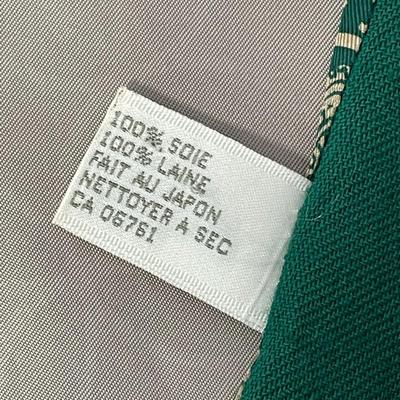 100% SOIE
100% LAINE
FAIT AU JAPON
NETTOYER A SEC
CA 06761